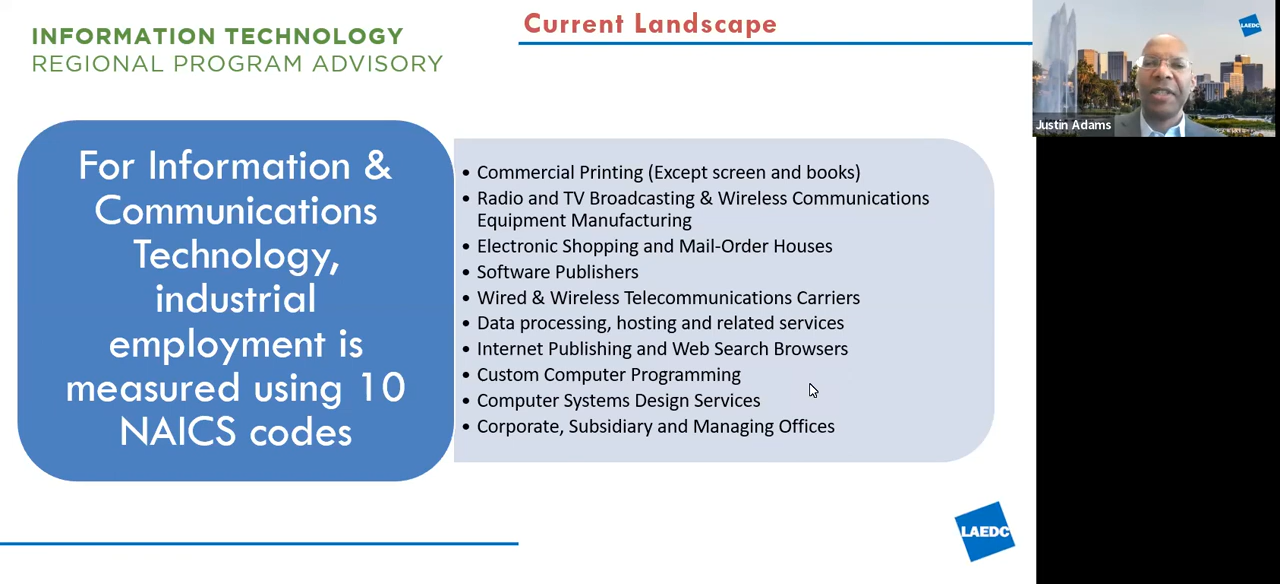 INFORMATION TECHNOLOGY
REGIONAL PROGRAM ADVISORY
Current Landscape
LAEDC
Justin Adams
For Information &
Communications
Technology,
industrial
employment is
measured using 10
NAICS codes
• Commercial Printing (Except screen and books)
• Radio and TV Broadcasting & Wireless Communications
Equipment Manufacturing
• Electronic Shopping and Mail-Order Houses
• Software Publishers
• Wired & Wireless Telecommunications Carriers
• Data processing, hosting and related services
• Internet Publishing and Web Search Browsers
• Custom Computer Programming
• Computer Systems Design Services
• Corporate, Subsidiary and Managing Offices
LAEDC